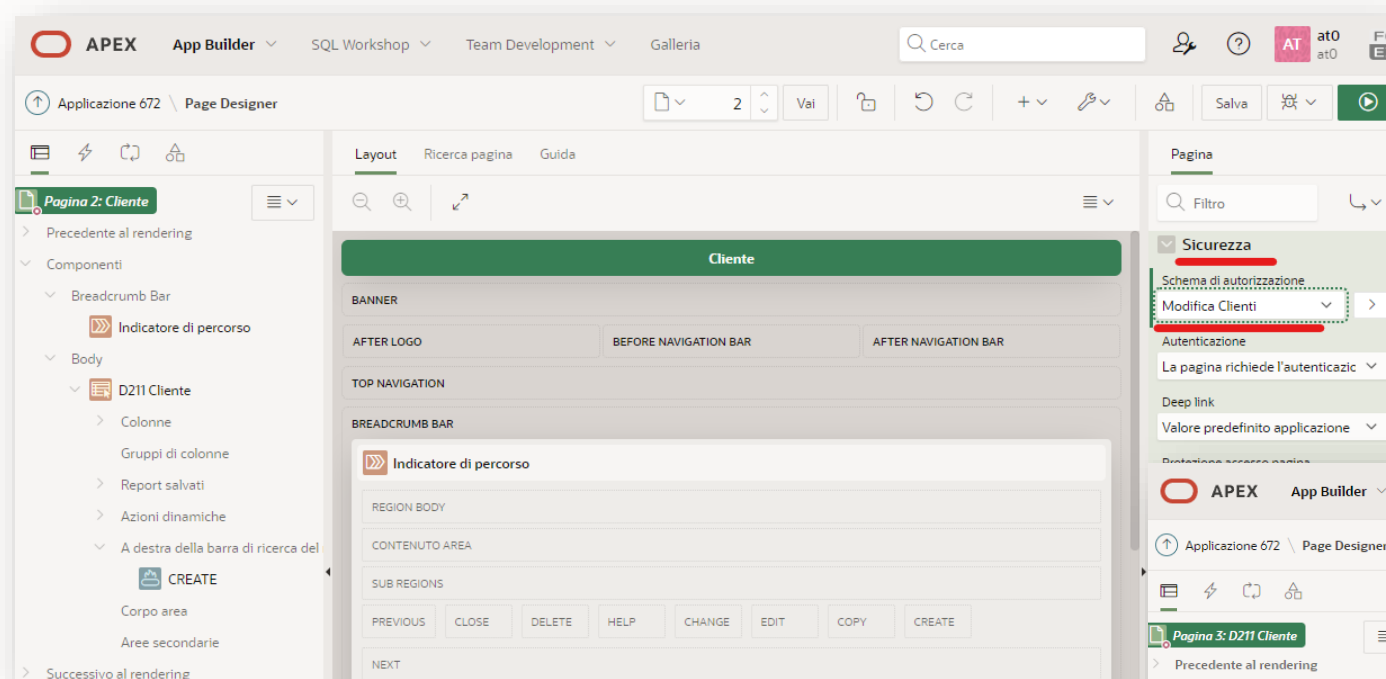 APEX App Builder SQL Workshop Team Development Galleria Cerca AT at0
at0
Applicazione 672 \ Page Designer 2 Vai Salva
Layout Ricerca pagina Guida
Pagina
Pagina 2: Cliente
Filtro
Precedente al rendering
Componenti
Breadcrumb Bar
Indicatore di percorso
Body
D211 Cliente
Colonne
Gruppi di colonne
Report salvati
Azioni dinamiche
A destra della barra di ricerca del
CREATE
Corpo area
Aree secondarie
Successivo al rendering
Cliente
BANNER
AFTER LOGO BEFORE NAVIGATION BAR AFTER NAVIGATION BAR
TOP NAVIGATION
BREADCRUMB BAR
Indicatore di percorso
REGION BODY
CONTENUTO AREA
SUB REGIONS
PREVIOUS CLOSE DELETE HELP CHANGE EDIT COPY CREATE
NEXT
Sicurezza
Schema di autorizzazione
Modifica Clienti
Autenticazione
La pagina richiede l'autenticazic
Deep link
Valore predefinito applicazione
Protezione accesso pagina
APEX App Builder
Applicazione 672 \ Page Designer
Pagina 3: D211 Cliente
Precedente al rendering